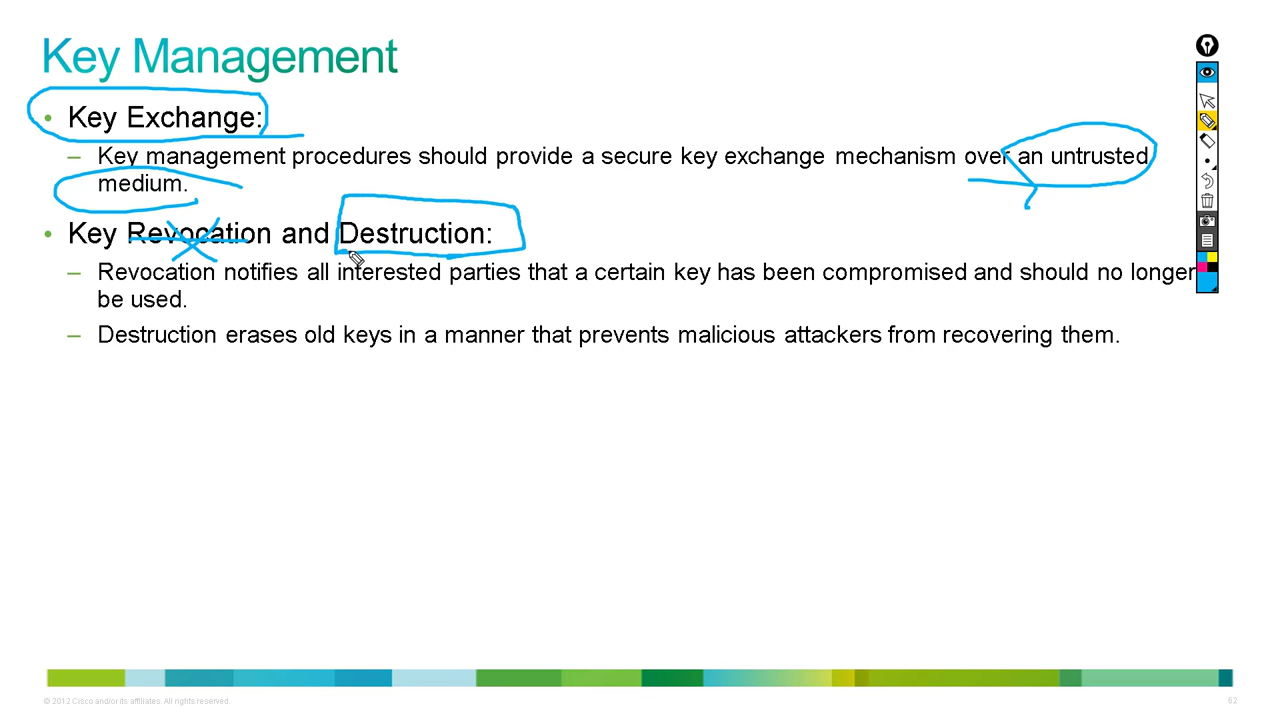 Key Management
• Key Exchange:
– Key management procedures should provide a secure key exchange mechanism over an untrusted
medium.
• Key Revocation and Destruction:
– Revocation notifies all interested parties that a certain key has been compromised and should no longer
be used.
– Destruction erases old keys in a manner that prevents malicious attackers from recovering them.
© 2012 Cisco and/or its affiliates. All rights reserved.
62